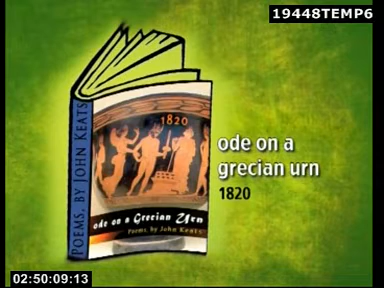 19448TEMP6
POEMS, BY JOHN KEATS
1820
ode on a Grecian Urn
Poems, by John Keats
ode on a
grecian urn
1820
02:50:09:13